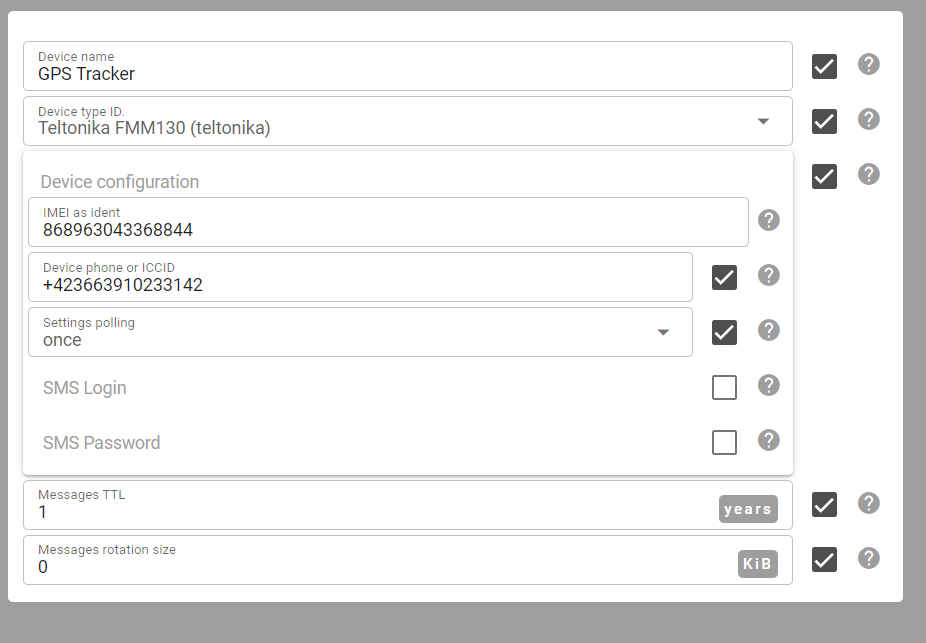 Device name
GPS Tracker
Device type ID.
Teltonika FMM130 (teltonika)
Device configuration
IMEI as ident
868963043368844
Device phone or ICCID
+423663910233142
Settings polling
once
SMS Login
SMS Password
Messages TTL
1
years
Messages rotation size
0
KiB